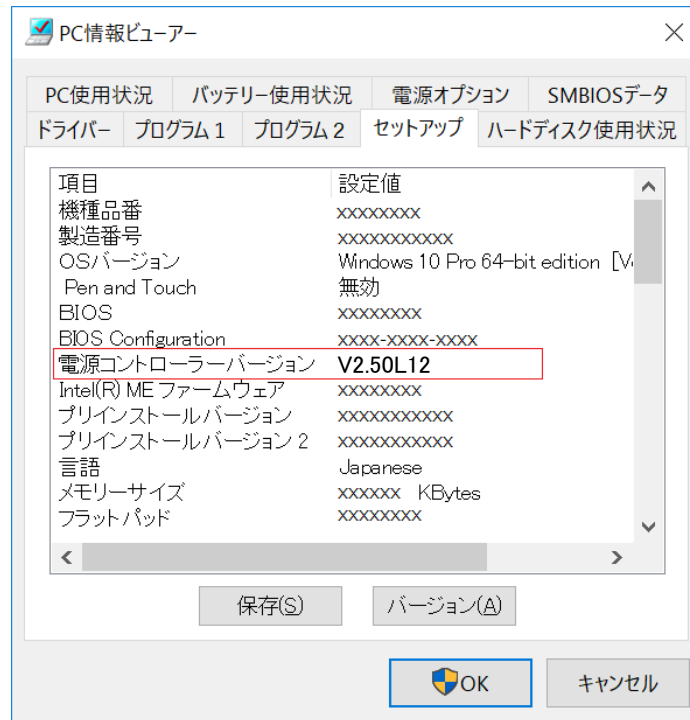 PC情報ビューアー
PC使用状況 バッテリー使用状況 電源オプション SMBIOSデータ
ドライバー プログラム 1 プログラム 2 セットアップ ハードディスク使用状況
項目 設定値
機種品番 xxxxxxxx
製造番号 xxxxxxxxxxx
OSバージョン Windows 10 Pro 64-bit edition [V
Pen and Touch 無効
BIOS xxxxxxxx
BIOS Configuration xxxx-xxxx-xxxx
電源コントローラーバージョン V2.50L12
Intel(R) ME ファームウェア xxxxxxxx
プリインストールバージョン xxxxxxxxxxx
プリインストールバージョン 2 xxxxxxxxxxx
言語 Japanese
メモリーサイズ xxxxxx KBytes
フラットパッド xxxxxxxx
保存(S) バージョン(A)
OK キャンセル